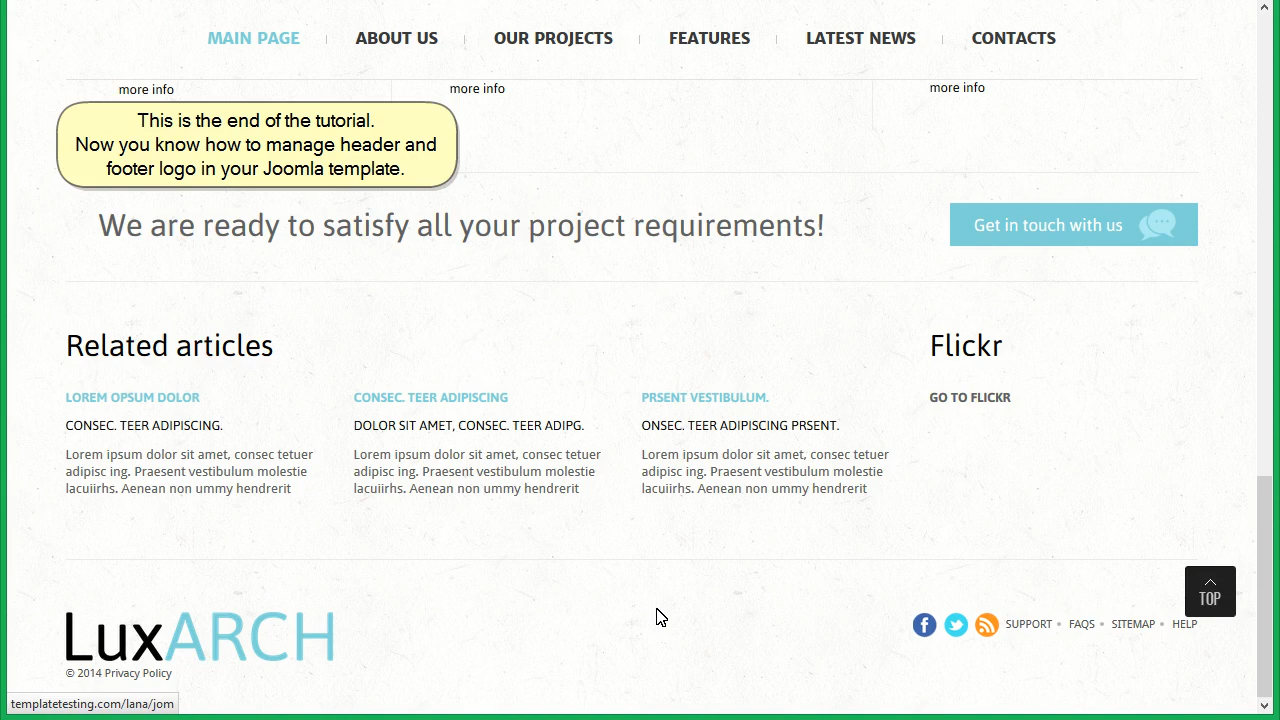 MAIN PAGE ABOUT US OUR PROJECTS FEATURES LATEST NEWS CONTACTS
more info more info more info
This is the end of the tutorial.
Now you know how to manage header and
footer logo in your Joomla template.
We are ready to satisfy all your project requirements!
Get in touch with us
Related articles
LOREM OPSUM DOLOR
CONSEC. TEER ADIPISCING.
Lorem ipsum dolor sit amet, consec tetuer
adipisc ing. Praesent vestibulum molestie
lacuiirhs. Aenean non ummy hendrerit
CONSEC. TEER ADIPISCING
DOLOR SIT AMET, CONSEC. TEER ADIPG.
Lorem ipsum dolor sit amet, consec tetuer
adipisc ing. Praesent vestibulum molestie
lacuiirhs. Aenean non ummy hendrerit
PRSENT VESTIBULUM.
ONSEC. TEER ADIPISCING PRSENT.
Lorem ipsum dolor sit amet, consec tetuer
adipisc ing. Praesent vestibulum molestie
lacuiirhs. Aenean non ummy hendrerit
Flickr
GO TO FLICKR
TOP
LuxARCH
© 2014 Privacy Policy
SUPPORT • FAQS • SITEMAP • HELP
templatetesting.com/lana/jom